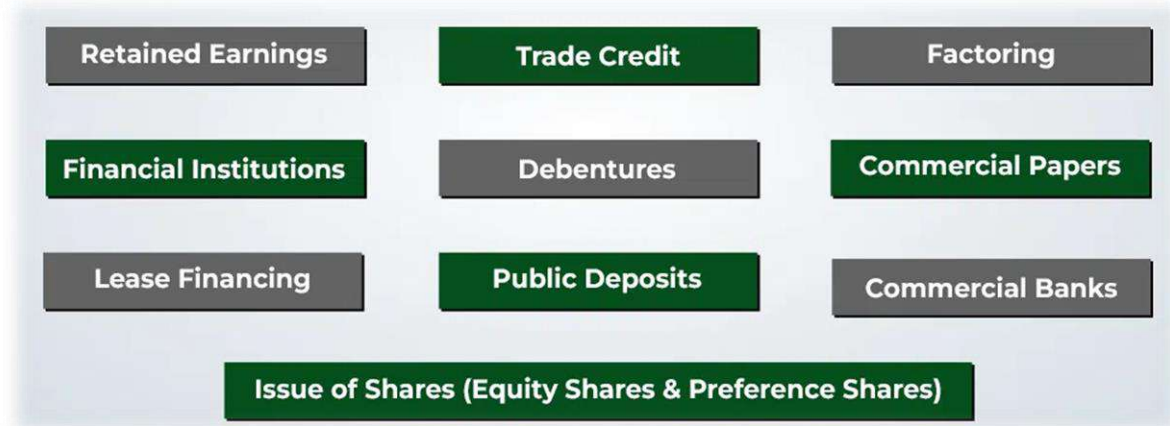 Retained Earnings
Trade Credit
Factoring
Financial Institutions
Debentures
Commercial Papers
Lease Financing
Public Deposits
Commercial Banks
Issue of Shares (Equity Shares & Preference Shares)